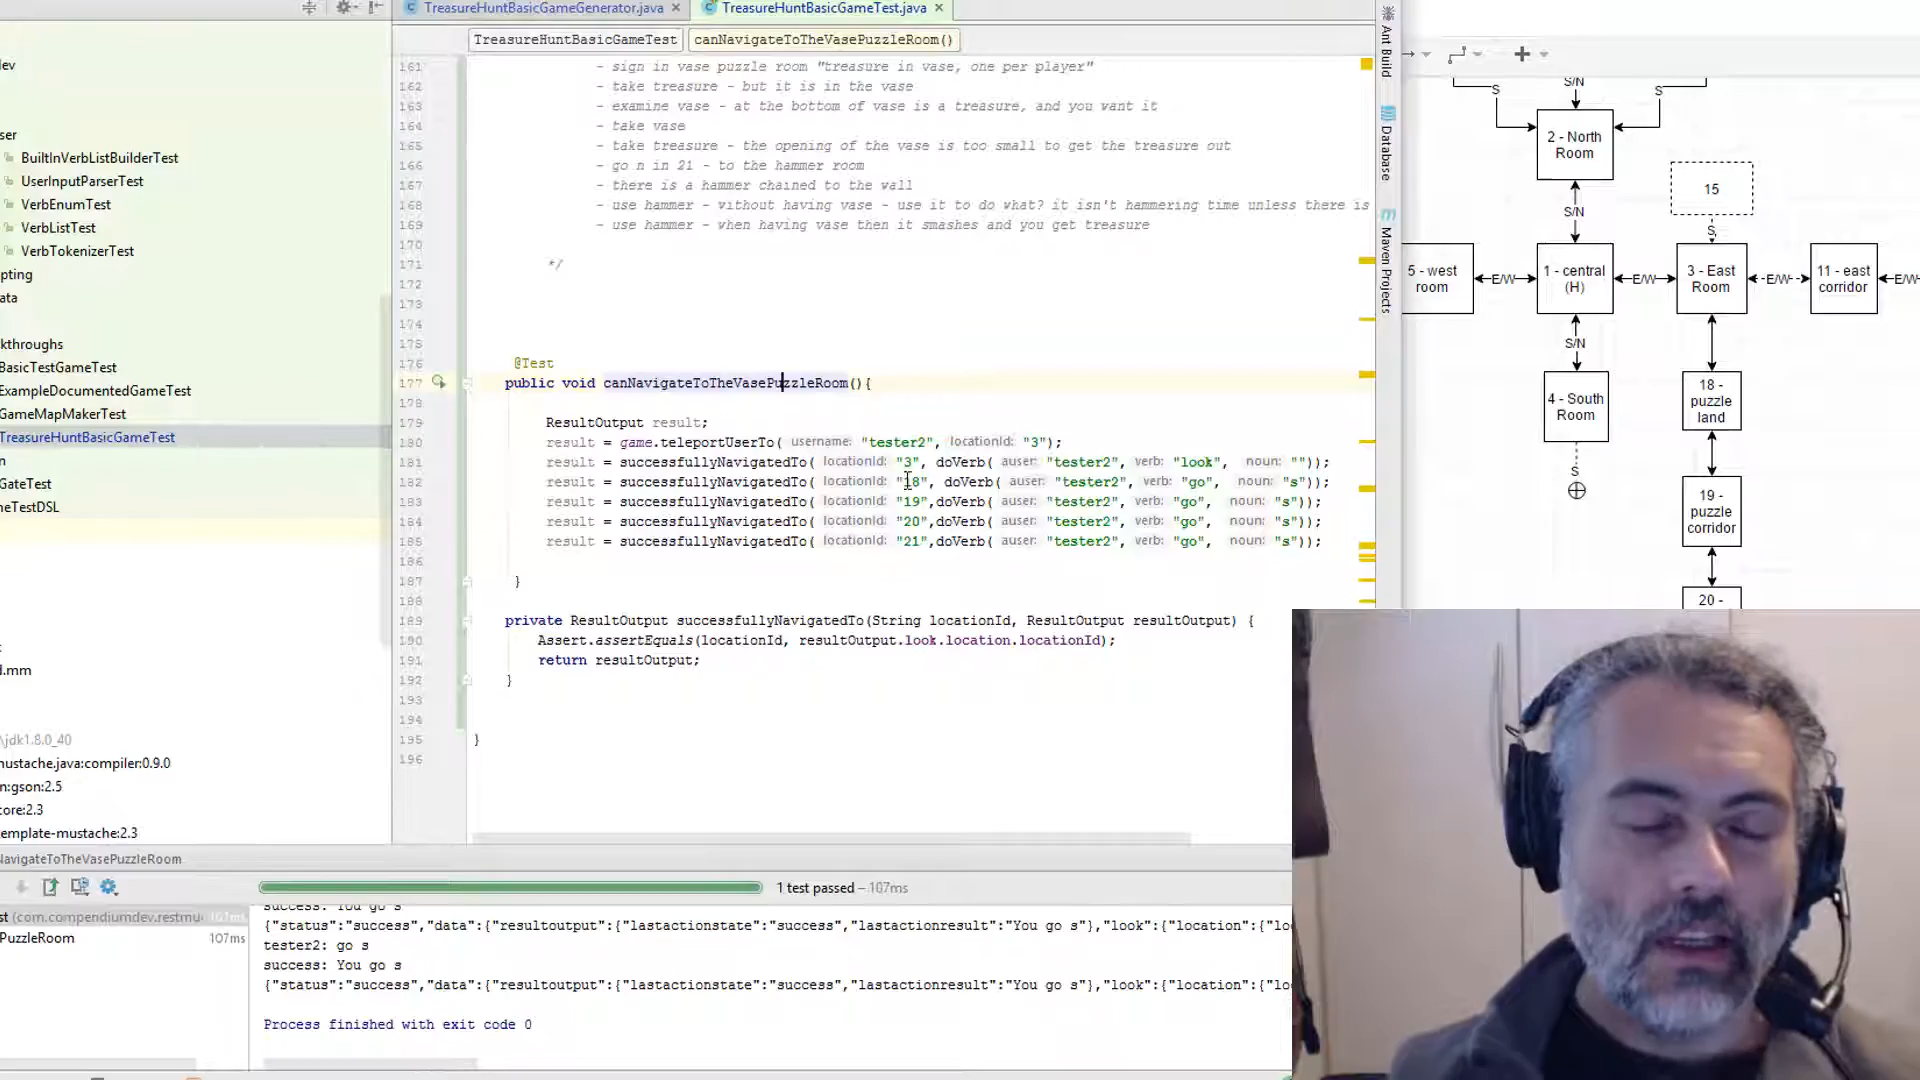 TreasureHuntBasicGameGenerator.java
TreasureHuntBasicGameTest.java
TreasureHuntBasicGameTest
canNavigateToTheVasePuzzleRoom()
ev
ser
BuiltInVerbListBuilderTest
UserInputParserTest
VerbEnumTest
VerbListTest
VerbTokenizerTest
pting
ata
kthroughs
BasicTestGameTest
ExampleDocumentedGameTest
GameMapMakerTest
TreasureHuntBasicGameTest
n
GateTest
eTestDSL
d.mm
\jdk1.8.0_40
ustache.java:compiler:0.9.0
n:gson:2.5
core:2.3
emplate-mustache:2.3
161 - sign in vase puzzle room "treasure in vase, one per player"
162 - take treasure - but it is in the vase
163 - examine vase - at the bottom of vase is a treasure, and you want it
164 - take vase
165 - take treasure - the opening of the vase is too small to get the treasure out
166 - go n in 21 - to the hammer room
167 - there is a hammer chained to the wall
168 - use hammer - without having vase - use it to do what? it isn't hammering time unless there is
169 - use hammer - when having vase then it smashes and you get treasure
170
171 */
172
173
174
175
176 @Test
177 public void canNavigateToTheVasePuzzleRoom(){
178
179 ResultOutput result;
180 result = game.teleportUserTo( username: "tester2", locationId: "3");
181 result = successfullyNavigatedTo( locationId: "3", doVerb( auser: "tester2", verb: "look", noun: ""));
182 result = successfullyNavigatedTo( locationId: "18", doVerb( auser: "tester2", verb: "go", noun: "s"));
183 result = successfullyNavigatedTo( locationId: "19",doVerb( auser: "tester2", verb: "go", noun: "s"));
184 result = successfullyNavigatedTo( locationId: "20",doVerb( auser: "tester2", verb: "go", noun: "s"));
185 result = successfullyNavigatedTo( locationId: "21",doVerb( auser: "tester2", verb: "go", noun: "s"));
186
187 }
188
189 private ResultOutput successfullyNavigatedTo(String locationId, ResultOutput resultOutput) {
190 Assert.assertEquals(locationId, resultOutput.look.location.locationId);
191 return resultOutput;
192 }
193
194
195 }
196
Ant Build
Database
Maven Projects
S
S/N
S
2 - North
Room
S/N
15
S
5 - west
room
E/W
1 - central
(H)
E/W
3 - East
Room
E/W
11 - east
corridor
E/W
S/N
4 - South
Room
S
18 -
puzzle
land
19 -
puzzle
corridor
20 -
NavigateToTheVasePuzzleRoom
1 test passed – 107ms
st (com.compendiumdev.restmu 107ms
PuzzleRoom 107ms
success: You go s
{"status":"success","data":{"resultoutput":{"lastactionstate":"success","lastactionresult":"You go s"},"look":{"location":{"lo
tester2: go s
success: You go s
{"status":"success","data":{"resultoutput":{"lastactionstate":"success","lastactionresult":"You go s"},"look":{"location":{"lo
Process finished with exit code 0